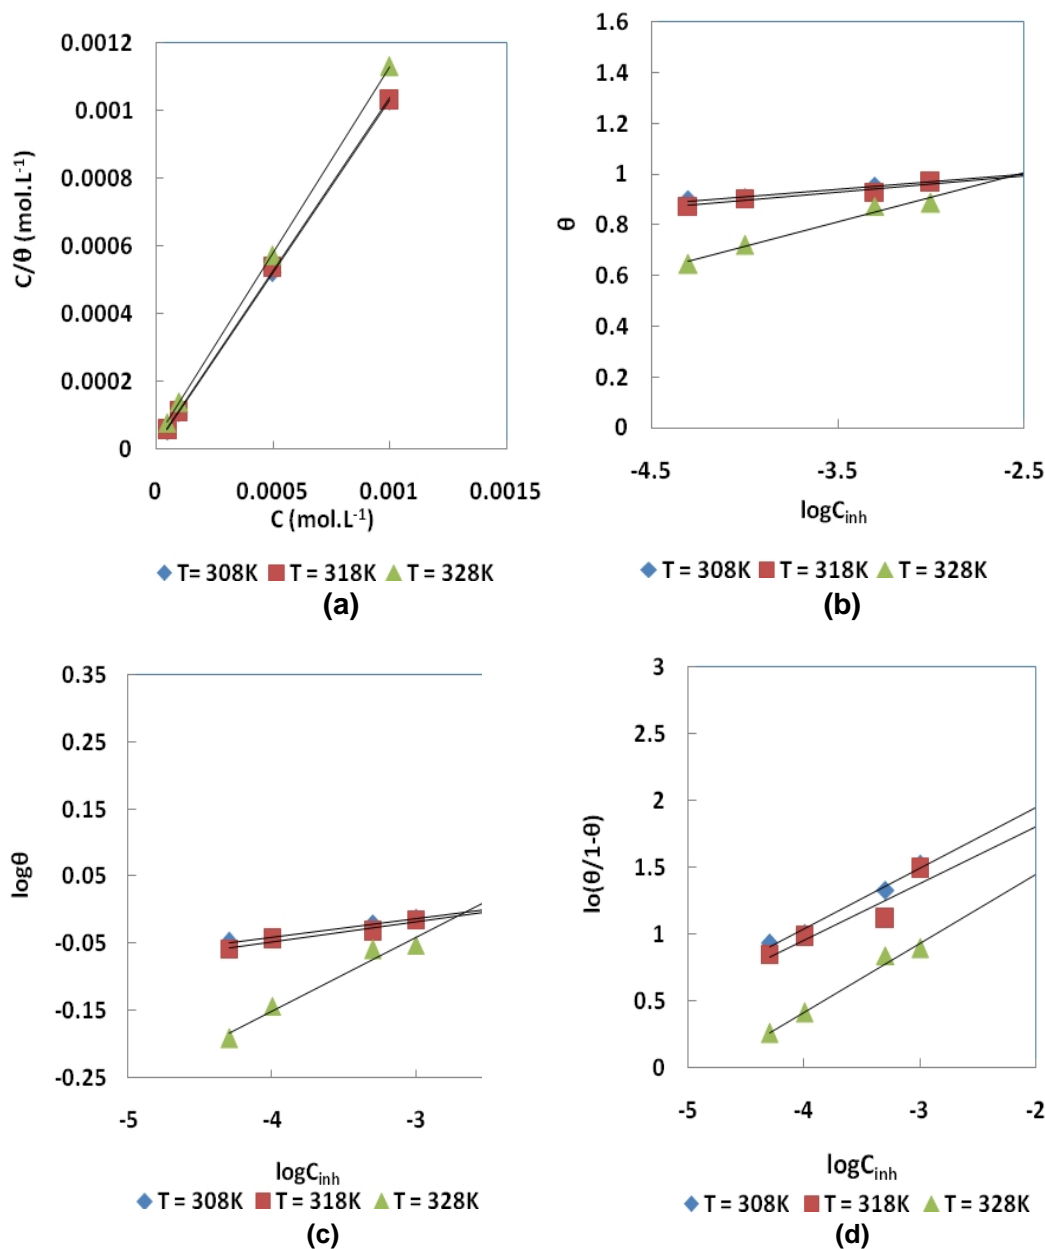 0.0012
0.001
0.0008
0.0006
0.0004
0.0002
0
C/θ (mol.L-1)
0 0.0005 0.001 0.0015
C (mol.L-1)
T= 308K T = 318K T = 328K
(a)
1.6
1.4
1.2
1
0.8
0.6
0.4
0.2
0
θ
-4.5 -3.5 -2.5
logCinh
T = 308K T = 318K T = 328K
(b)
0.35
0.25
0.15
0.05
-0.05
-0.15
-0.25
logθ
-5 -4 -3
logCinh
T = 308K T = 318K T = 328K
(c)
3
2.5
2
1.5
1
0.5
0
lo(θ/1-θ)
-5 -4 -3 -2
logCinh
T = 308K T = 318K T = 328K
(d)